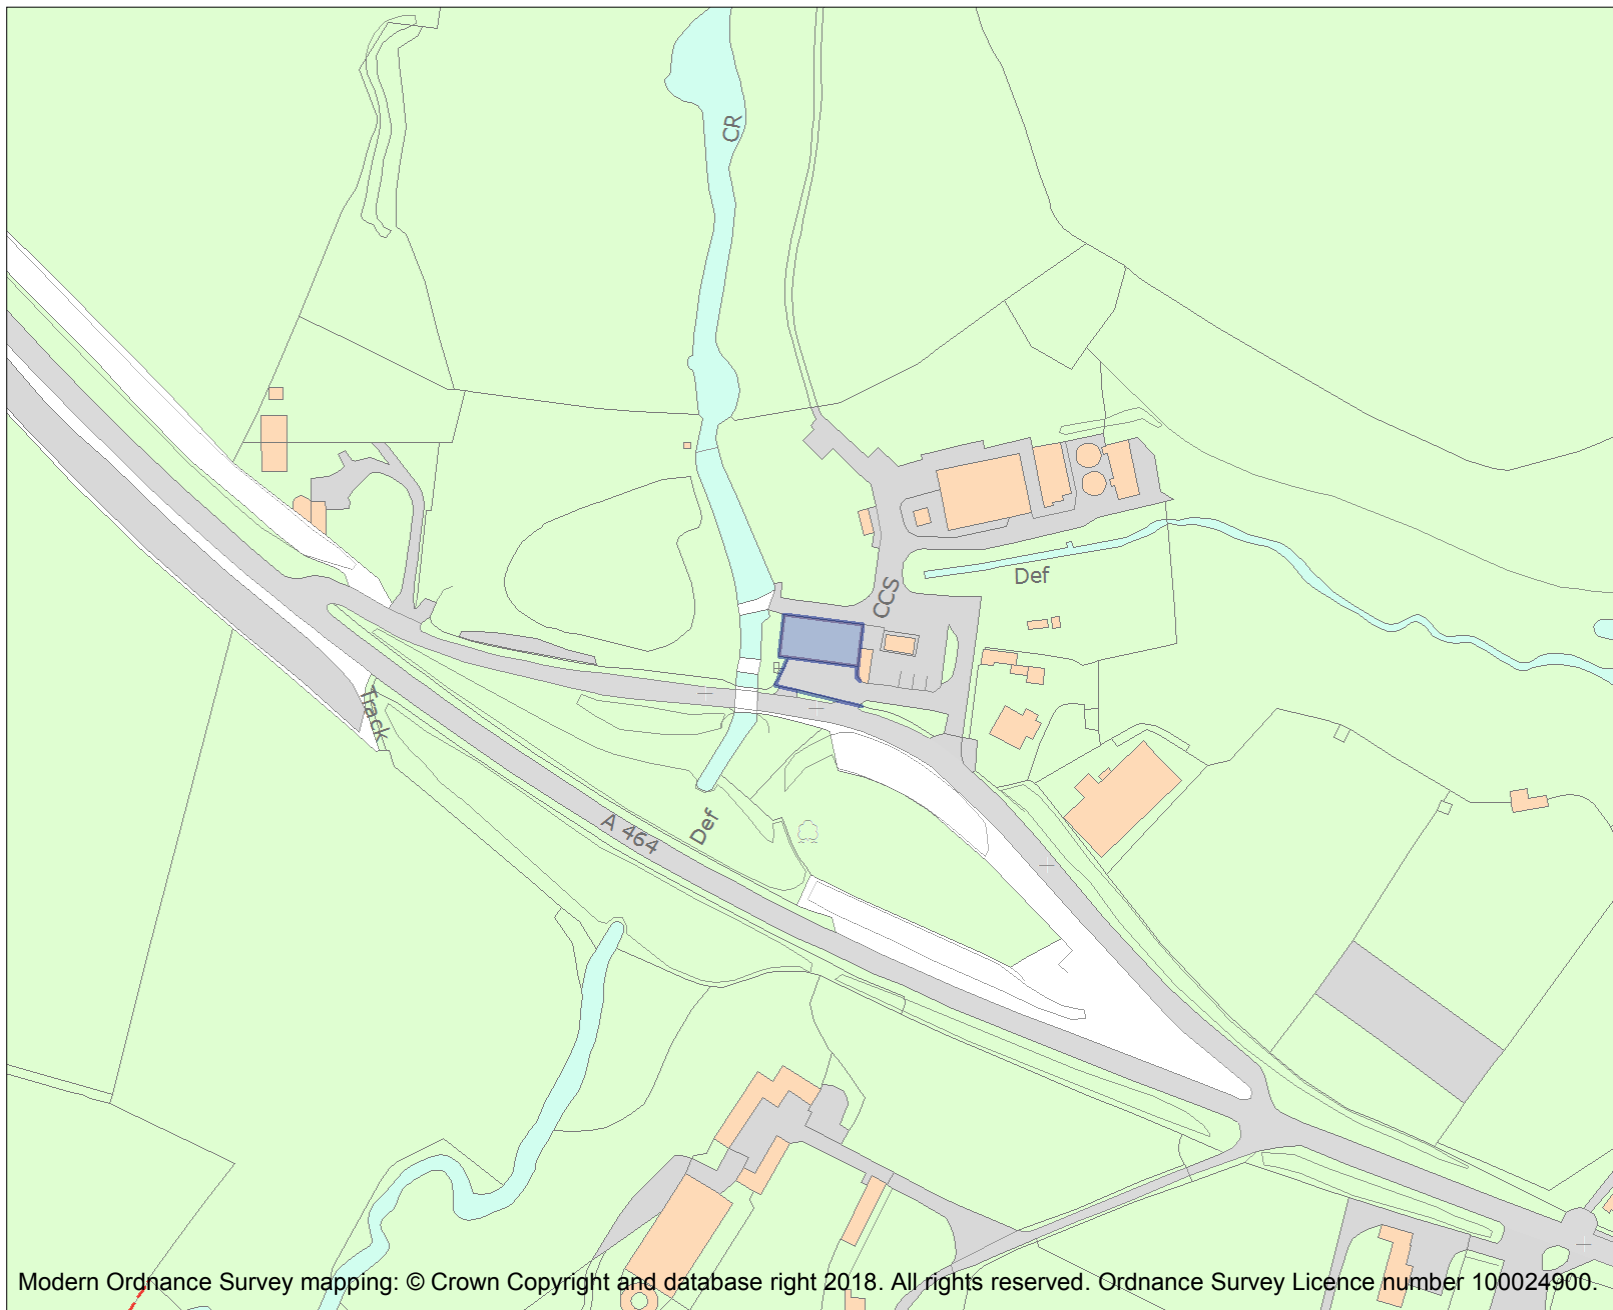 CR
Def
CCS
Track
A 464
Def
Modern Ordnance Survey mapping: © Crown Copyright and database right 2018. All rights reserved. Ordnance Survey Licence number 100024900.